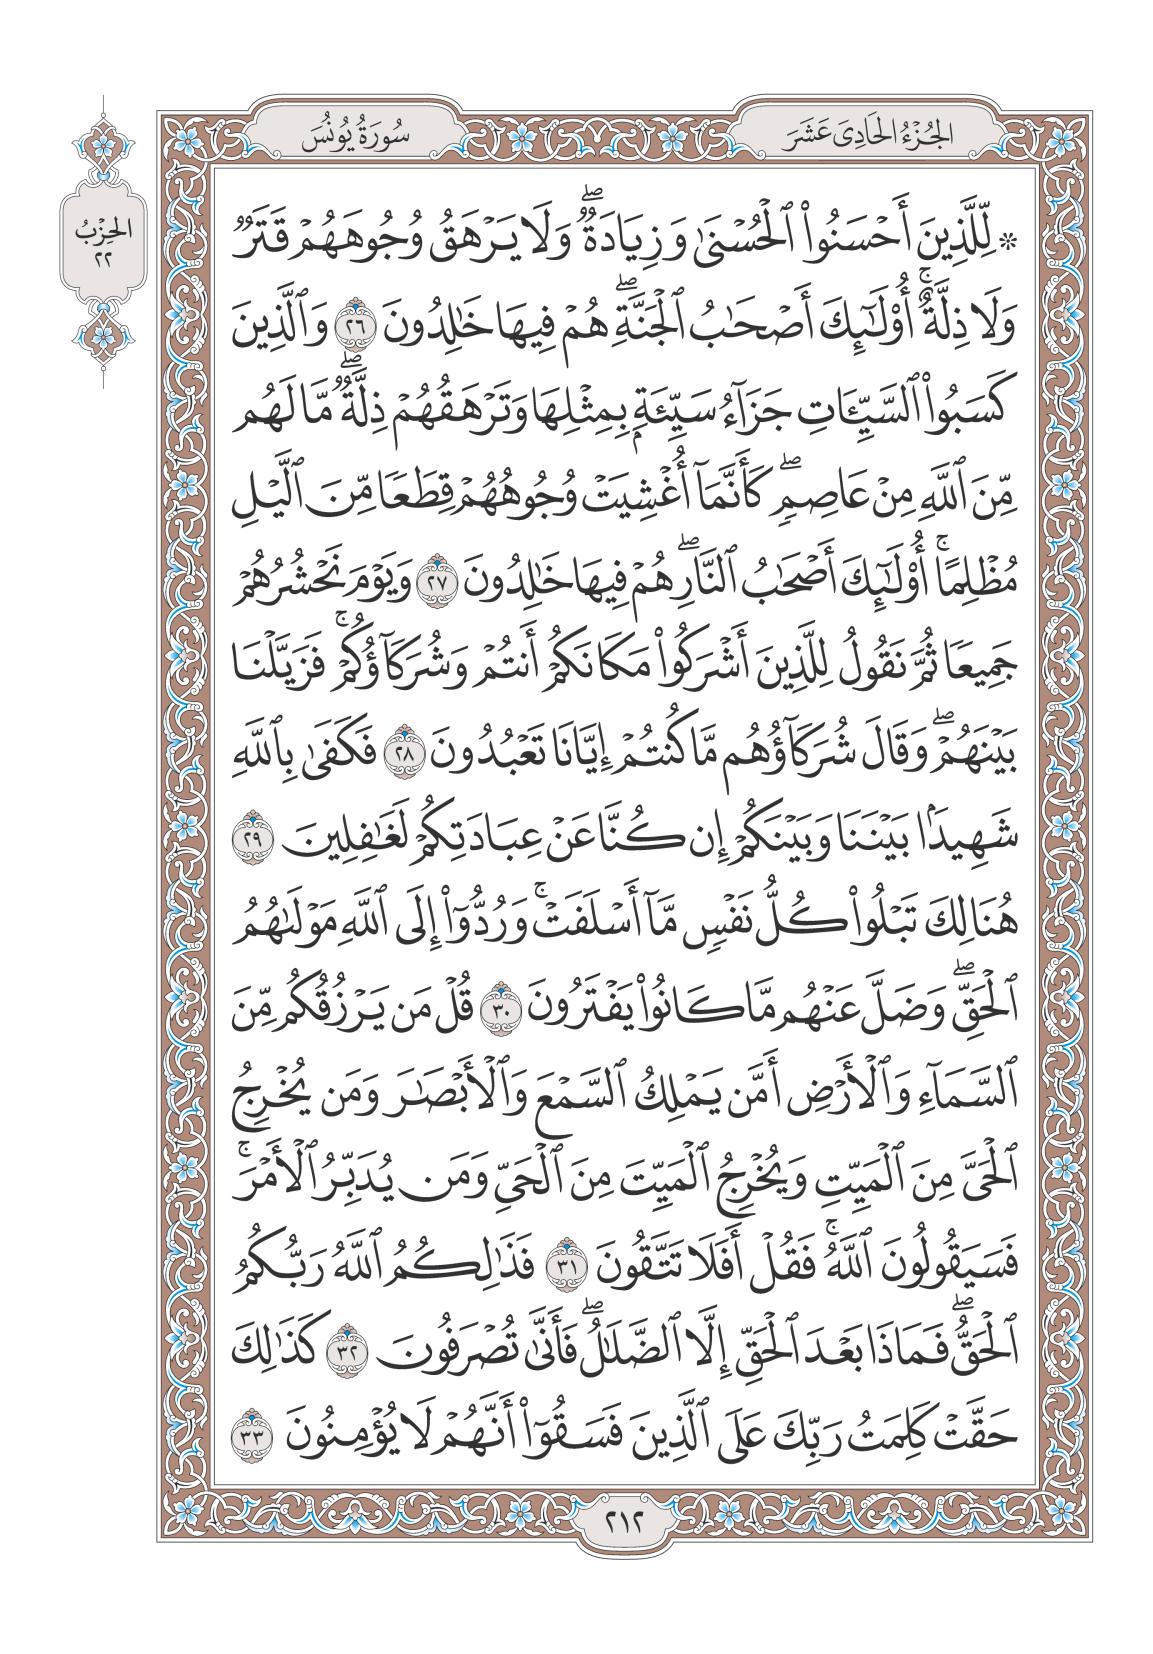 الجُزْءُ الحَادِيَ عَشَرَ
سُورَةُ يُونُسَ
الحِزْبُ
٢٢
۞ لِّلَّذِينَ أَحْسَنُوا۟ ٱلْحُسْنَىٰ وَزِيَادَةٌۖ وَلَا يَرْهَقُ وُجُوهَهُمْ قَتَرٌ
وَلَا ذِلَّةٌۚ أُو۟لَـٰٓئِكَ أَصْحَـٰبُ ٱلْجَنَّةِۖ هُمْ فِيهَا خَـٰلِدُونَ ٢٦ وَٱلَّذِينَ
كَسَبُوا۟ ٱلسَّيِّـَٔاتِ جَزَآءُ سَيِّئَةٍۭ بِمِثْلِهَا وَتَرْهَقُهُمْ ذِلَّةٌۖ مَّا لَهُم
مِّنَ ٱللَّهِ مِنْ عَاصِمٍۖ كَأَنَّمَآ أُغْشِيَتْ وُجُوهُهُمْ قِطَعًا مِّنَ ٱلَّيْلِ
مُظْلِمًاۚ أُو۟لَـٰٓئِكَ أَصْحَـٰبُ ٱلنَّارِۖ هُمْ فِيهَا خَـٰلِدُونَ ٢٧ وَيَوْمَ نَحْشُرُهُمْ
جَمِيعًا ثُمَّ نَقُولُ لِلَّذِينَ أَشْرَكُوا۟ مَكَانَكُمْ أَنتُمْ وَشُرَكَآؤُكُمْۚ فَزَيَّلْنَا
بَيْنَهُمْۖ وَقَالَ شُرَكَآؤُهُم مَّا كُنتُمْ إِيَّانَا تَعْبُدُونَ ٢٨ فَكَفَىٰ بِٱللَّهِ
شَهِيدًۢا بَيْنَنَا وَبَيْنَكُمْ إِن كُنَّا عَنْ عِبَادَتِكُمْ لَغَـٰفِلِينَ ٢٩
هُنَالِكَ تَبْلُوا۟ كُلُّ نَفْسٍ مَّآ أَسْلَفَتْۚ وَرُدُّوٓا۟ إِلَى ٱللَّهِ مَوْلَىٰهُمُ
ٱلْحَقِّۖ وَضَلَّ عَنْهُم مَّا كَانُوا۟ يَفْتَرُونَ ٣٠ قُلْ مَن يَرْزُقُكُم مِّنَ
ٱلسَّمَآءِ وَٱلْأَرْضِ أَمَّن يَمْلِكُ ٱلسَّمْعَ وَٱلْأَبْصَـٰرَ وَمَن يُخْرِجُ
ٱلْحَىَّ مِنَ ٱلْمَيِّتِ وَيُخْرِجُ ٱلْمَيِّتَ مِنَ ٱلْحَىِّ وَمَن يُدَبِّرُ ٱلْأَمْرَۚ
فَسَيَقُولُونَ ٱللَّهُۚ فَقُلْ أَفَلَا تَتَّقُونَ ٣١ فَذَٰلِكُمُ ٱللَّهُ رَبُّكُمُ
ٱلْحَقُّۖ فَمَاذَا بَعْدَ ٱلْحَقِّ إِلَّا ٱلضَّلَـٰلُۖ فَأَنَّىٰ تُصْرَفُونَ ٣٢ كَذَٰلِكَ
حَقَّتْ كَلِمَتُ رَبِّكَ عَلَى ٱلَّذِينَ فَسَقُوٓا۟ أَنَّهُمْ لَا يُؤْمِنُونَ ٣٣
٢١٢